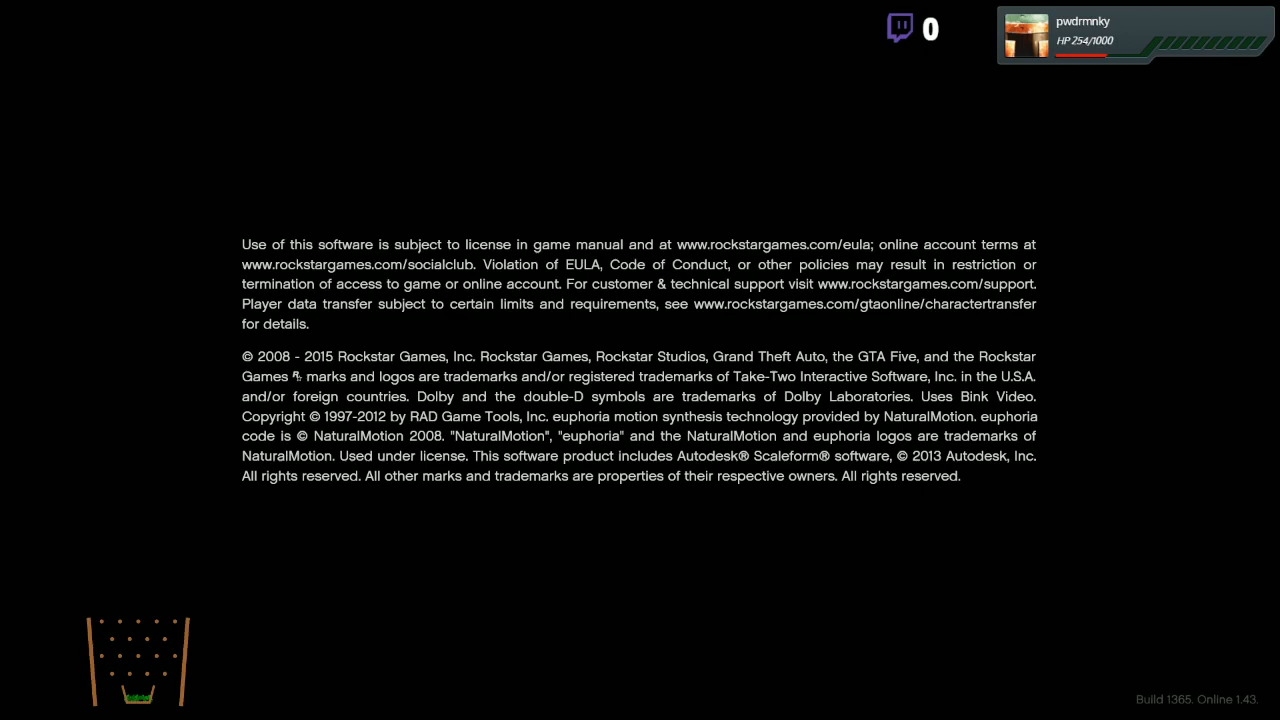 0
pwdrmnky
HP 254/1000
Use of this software is subject to license in game manual and at www.rockstargames.com/eula; online account terms at
www.rockstargames.com/socialclub. Violation of EULA, Code of Conduct, or other policies may result in restriction or
termination of access to game or online account. For customer & technical support visit www.rockstargames.com/support.
Player data transfer subject to certain limits and requirements, see www.rockstargames.com/gtaonline/charactertransfer
for details.
© 2008 - 2015 Rockstar Games, Inc. Rockstar Games, Rockstar Studios, Grand Theft Auto, the GTA Five, and the Rockstar
Games R* marks and logos are trademarks and/or registered trademarks of Take-Two Interactive Software, Inc. in the U.S.A.
and/or foreign countries. Dolby and the double-D symbols are trademarks of Dolby Laboratories. Uses Bink Video.
Copyright © 1997-2012 by RAD Game Tools, Inc. euphoria motion synthesis technology provided by NaturalMotion. euphoria
code is © NaturalMotion 2008. "NaturalMotion", "euphoria" and the NaturalMotion and euphoria logos are trademarks of
NaturalMotion. Used under license. This software product includes Autodesk® Scaleform® software, © 2013 Autodesk, Inc.
All rights reserved. All other marks and trademarks are properties of their respective owners. All rights reserved.
Build 1365. Online 1.43.